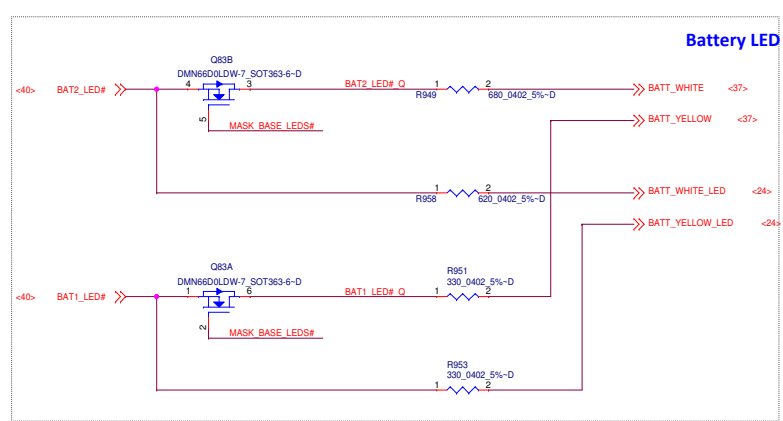 Battery LED
Q83B
DMN66D0LDW-7_SOT363-6~D
<40> BAT2_LED# 4 3 BAT2_LED#_Q 1 2 BATT_WHITE <37>
R949 680_0402_5%~D
5 MASK_BASE_LEDS# BATT_YELLOW <37>
1 2 BATT_WHITE_LED <24>
R958 620_0402_5%~D
BATT_YELLOW_LED <24>
Q83A R951
DMN66D0LDW-7_SOT363-6~D 330_0402_5%~D
<40> BAT1_LED# 1 6 BAT1_LED#_Q 1 2
2 MASK_BASE_LEDS#
R953
330_0402_5%~D
1 2